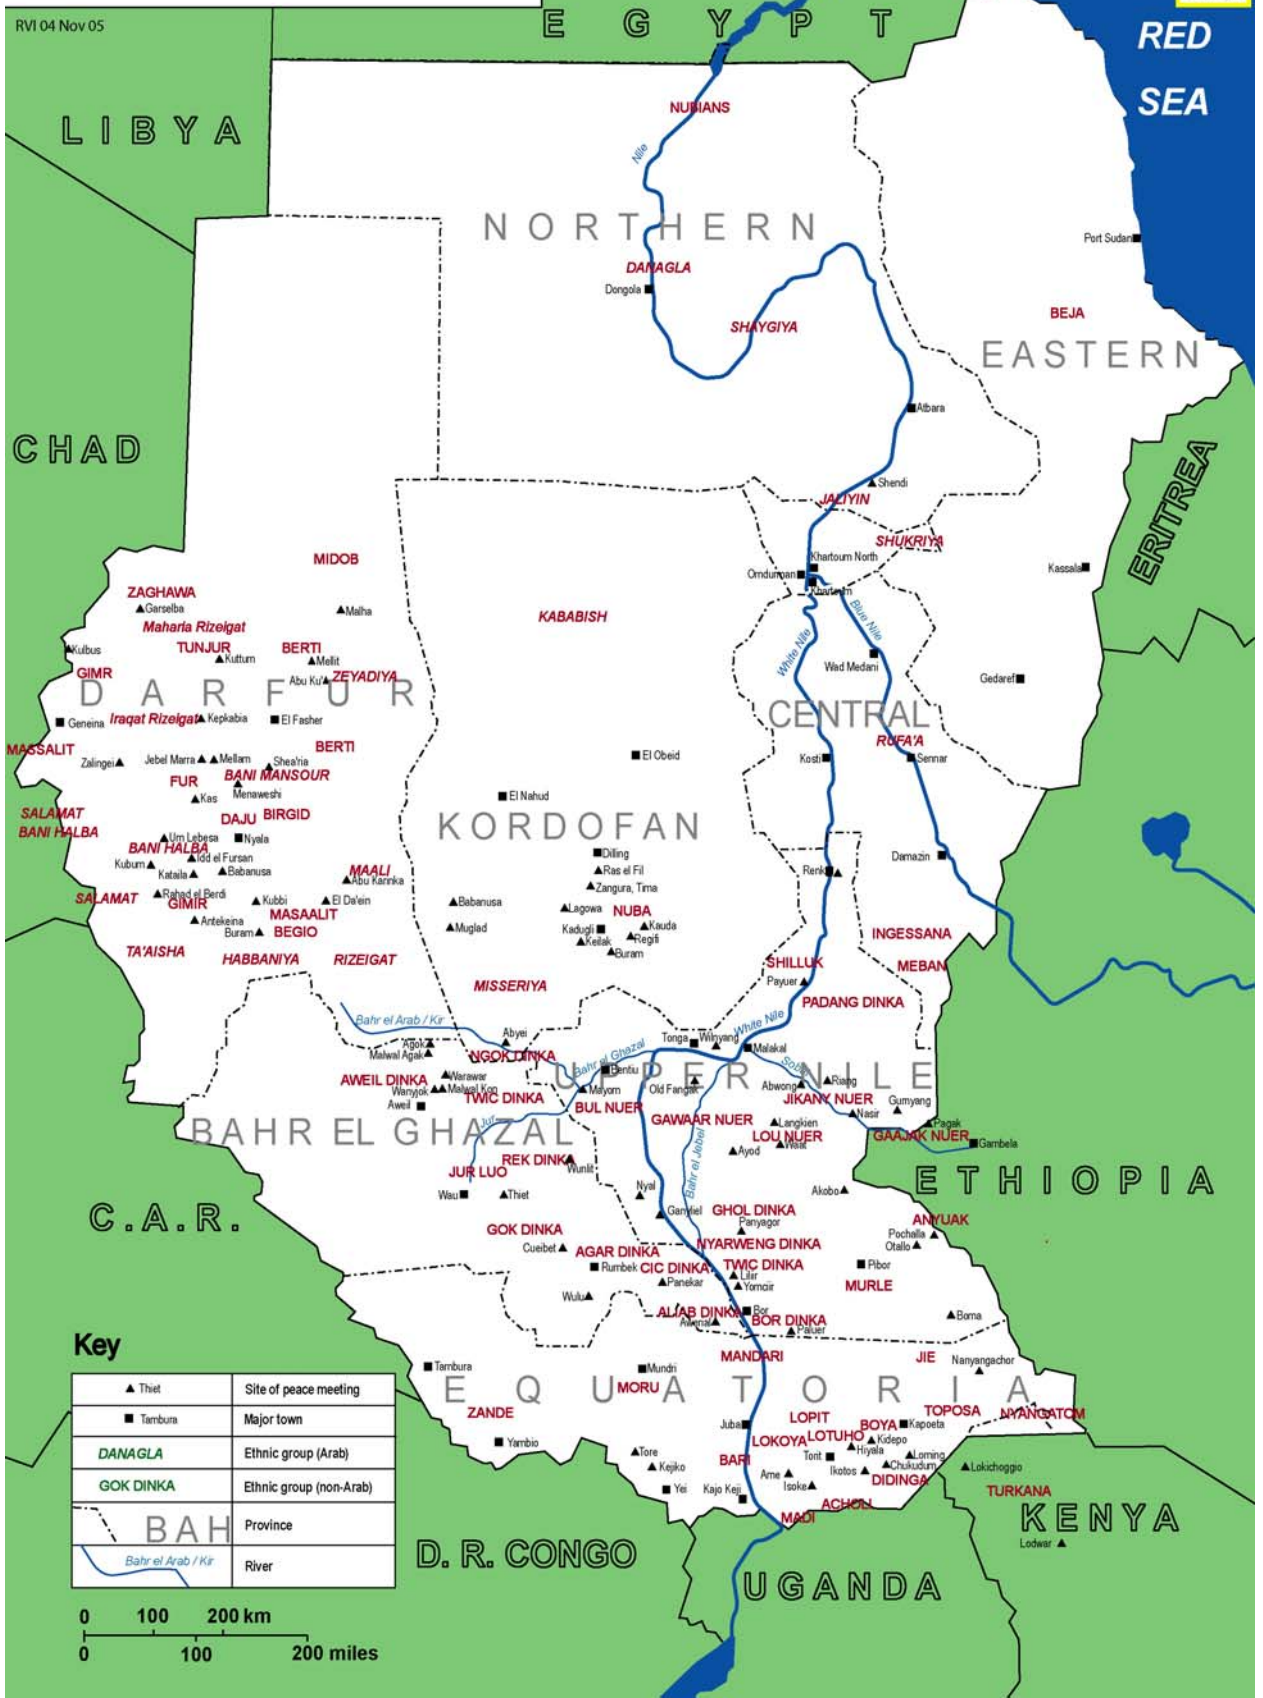 RVI 04 Nov 05
E G Y P T
RED
SEA
LIBYA
NUBIANS
Nile
NORTHERN
Port Sudan
DANAGLA
Dongola
BEJA
SHAYGIYA
EASTERN
Atbara
CHAD
ERITREA
Shendi
JALIYIN
SHUKRIYA
MIDOB
Khartoum North
Omdurman
Kassala
Khartoum
ZAGHAWA
Garselba
Malha
Blue Nile
KABABISH
Maharia Rizeigat
White Nile
Kulbus
TUNJUR
BERTI
Kuttum
Mellit
Wad Medani
GIMR
Abu Ku'
ZEYADIYA
Gedaref
DARFUR
Geneina
Iraqat Rizeigat
Kepkabia
El Fasher
CENTRAL
MASSALIT
BERTI
RUFA'A
Zalingei
Jebel Marra
Mellam
Shea'ria
El Obeid
Kosti
Sennar
FUR
BANI MANSOUR
Menaweshi
Kas
El Nahud
SALAMAT
BANI HALBA
DAJU
BIRGID
KORDOFAN
Um Lebesa
Nyala
BANI HALBA
Idd el Fursan
Dilling
Damazin
Kubum
Kataila
Babanusa
MAALI
Abu Karinka
Ras el Fil
Renk
Zangura, Tima
SALAMAT
Rahad el Berdi
GIMIR
Kubbi
El Da'ein
Babanusa
Lagowa
NUBA
MASAALIT
Antekeina
Buram
BEGIO
Muglad
Kadugli
Kauda
Keilak
Regifi
Buram
INGESSANA
TA'AISHA
HABBANIYA
RIZEIGAT
SHILLUK
MEBAN
MISSERIYA
Payuer
PADANG DINKA
Bahr el Arab / Kir
White Nile
Abyei
Tonga
Winyang
Agok
Malwal Agak
NGOK DINKA
Bahr el Ghazal
Malakal
Sobat
Bentiu
UPPER NILE
AWEIL DINKA
Warawar
Wanyjok
Malwal Kon
Mayom
Old Fangak
Abwong
Riang
Aweil
TWIC DINKA
BUL NUER
JIKANY NUER
Gumyang
Jur
GAWAAR NUER
Nasir
BAHR EL GHAZAL
Langkien
Pagak
LOU NUER
GAAJAK NUER
Waat
Gambela
Ayod
Bahr el Jebel
REK DINKA
Wunlit
JUR LUO
Nyal
Akobo
ETHIOPIA
Wau
Thiet
Ganyliel
GHOL DINKA
ANYUAK
C.A.R.
GOK DINKA
Panyagor
Pochalla
Cueibet
AGAR DINKA
NYARWENG DINKA
Otallo
Rumbek
CIC DINKA
TWIC DINKA
Pibor
Panekar
Lilir
Yomciir
MURLE
Wulu
ALIAB DINKA
Bor
BOR DINKA
Boma
Awerial
Paluer
Tambura
MANDARI
JIE
Nanyangachor
Mundri
MORU
EQUATORIA
ZANDE
LOPIT
BOYA
Kapoeta
TOPOSA
NYANGATOM
Juba
LOKOYA
LOTUHO
Kidepo
Hiyala
Yambio
Tore
BARI
Torit
Loming
Kejiko
Ame
Ikotos
Chukudum
Lokichoggio
Isoke
DIDINGA
Yei
Kajo Keji
ACHOLI
TURKANA
MADI
KENYA
Lodwar
D. R. CONGO
UGANDA
Key
Thiet
Site of peace meeting
Tambura
Major town
DANAGLA
Ethnic group (Arab)
GOK DINKA
Ethnic group (non-Arab)
BAH
Province
Bahr el Arab / Kir
River
0 100 200 km
0 100 200 miles